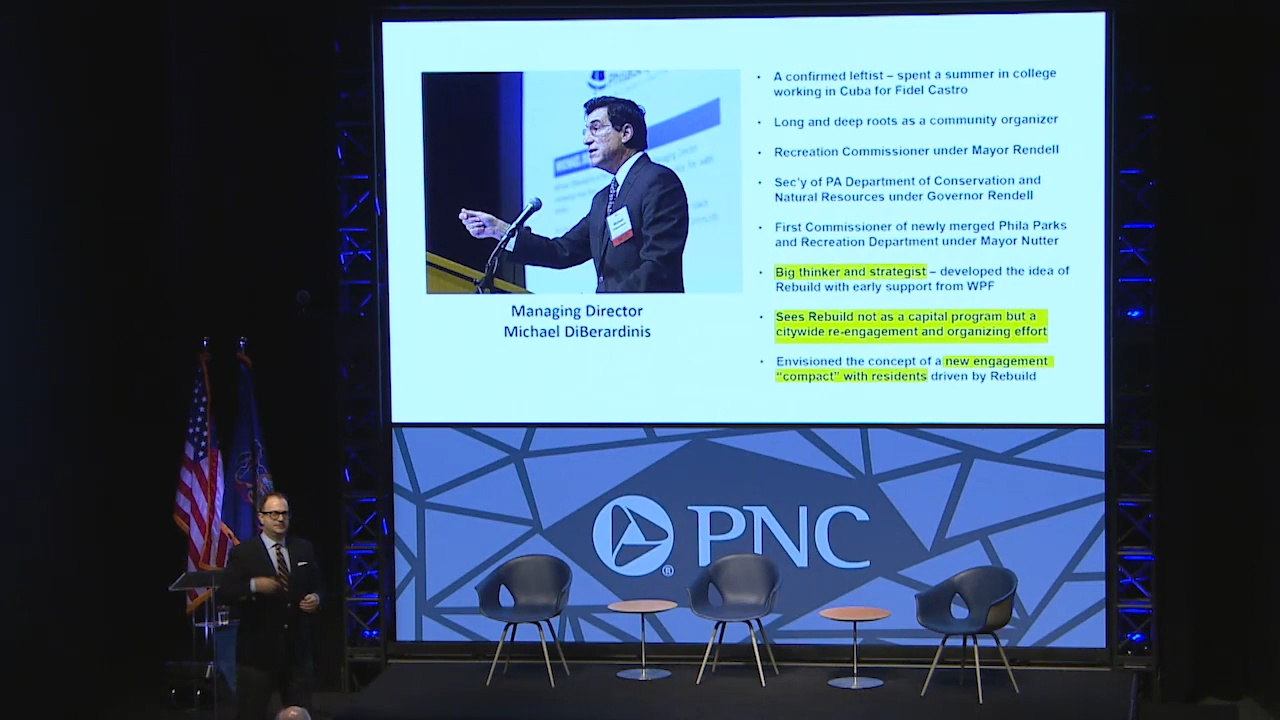 • A confirmed leftist – spent a summer in college
working in Cuba for Fidel Castro
• Long and deep roots as a community organizer
• Recreation Commissioner under Mayor Rendell
• Sec'y of PA Department of Conservation and
Natural Resources under Governor Rendell
• First Commissioner of newly merged Phila Parks
and Recreation Department under Mayor Nutter
• Big thinker and strategist – developed the idea of
Rebuild with early support from WPF
• Sees Rebuild not as a capital program but a
citywide re-engagement and organizing effort
• Envisioned the concept of a new engagement
“compact” with residents driven by Rebuild
Managing Director
Michael DiBerardinis
PNC
®